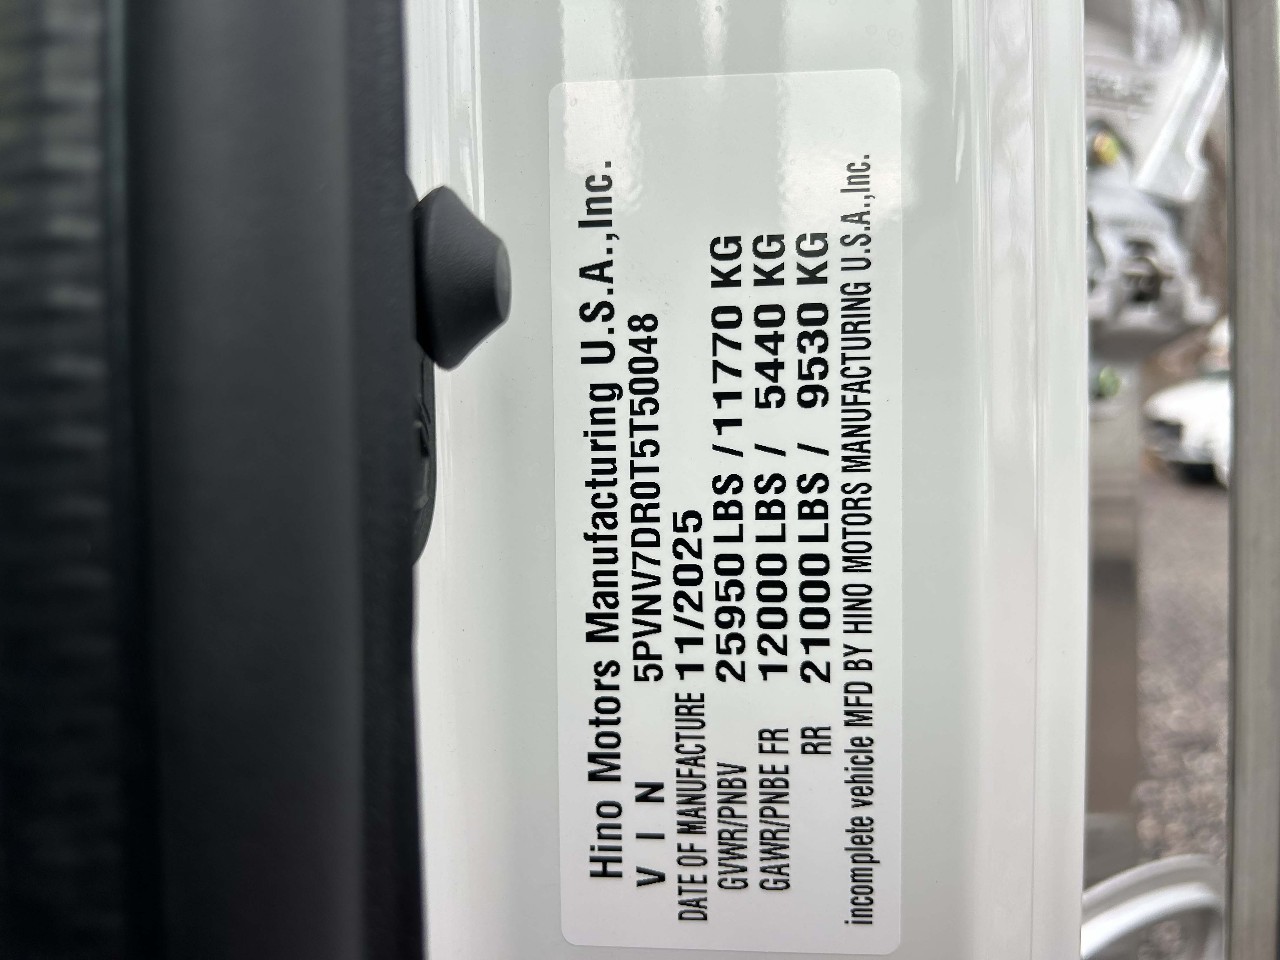 Hino Motors Manufacturing U.S.A.,Inc.
V I N 5PVNV7DR0T5T50048
DATE OF MANUFACTURE 11/2025
GVWR/PNBV 25950 LBS / 11770 KG
GAWR/PNBE FR 12000 LBS / 5440 KG
RR 21000 LBS / 9530 KG
incomplete vehicle MFD BY HINO MOTORS MANUFACTURING U.S.A.,Inc.